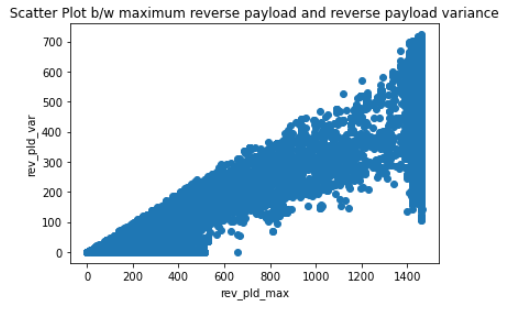 Scatter Plot b/w maximum reverse payload and reverse payload variance
700
600
500
400
300
200
100
0
rev_pld_var
0 200 400 600 800 1000 1200 1400
rev_pld_max